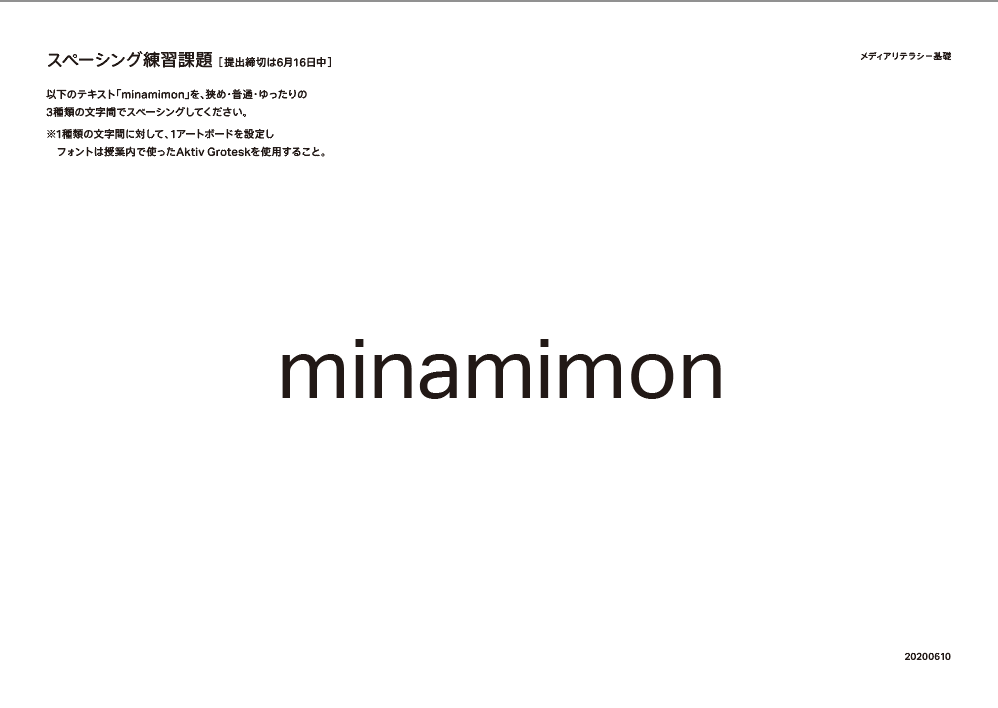 スペーシング練習課題［提出締切は6月16日中］
メディアリテラシー基礎
以下のテキスト「minamimon」を、狭め・普通・ゆったりの
3種類の文字間でスペーシングしてください。
※1種類の文字間に対して、1アートボードを設定し
フォントは授業内で使ったAktiv Groteskを使用すること。
minamimon
20200610